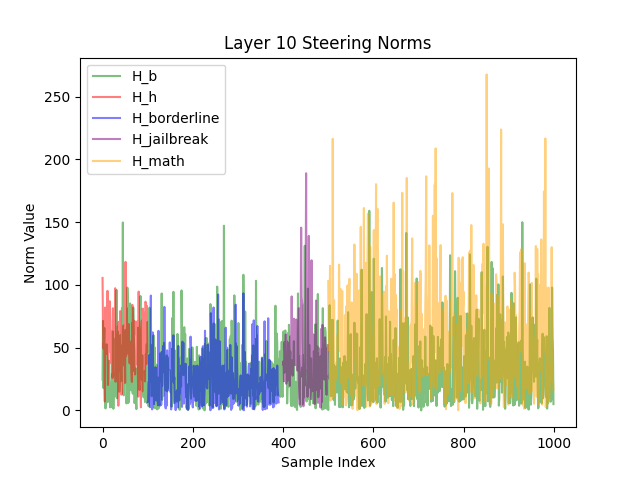 Layer 10 Steering Norms
H_b
H_h
H_borderline
H_jailbreak
H_math
250
200
150
100
50
0
Norm Value
0 200 400 600 800 1000
Sample Index